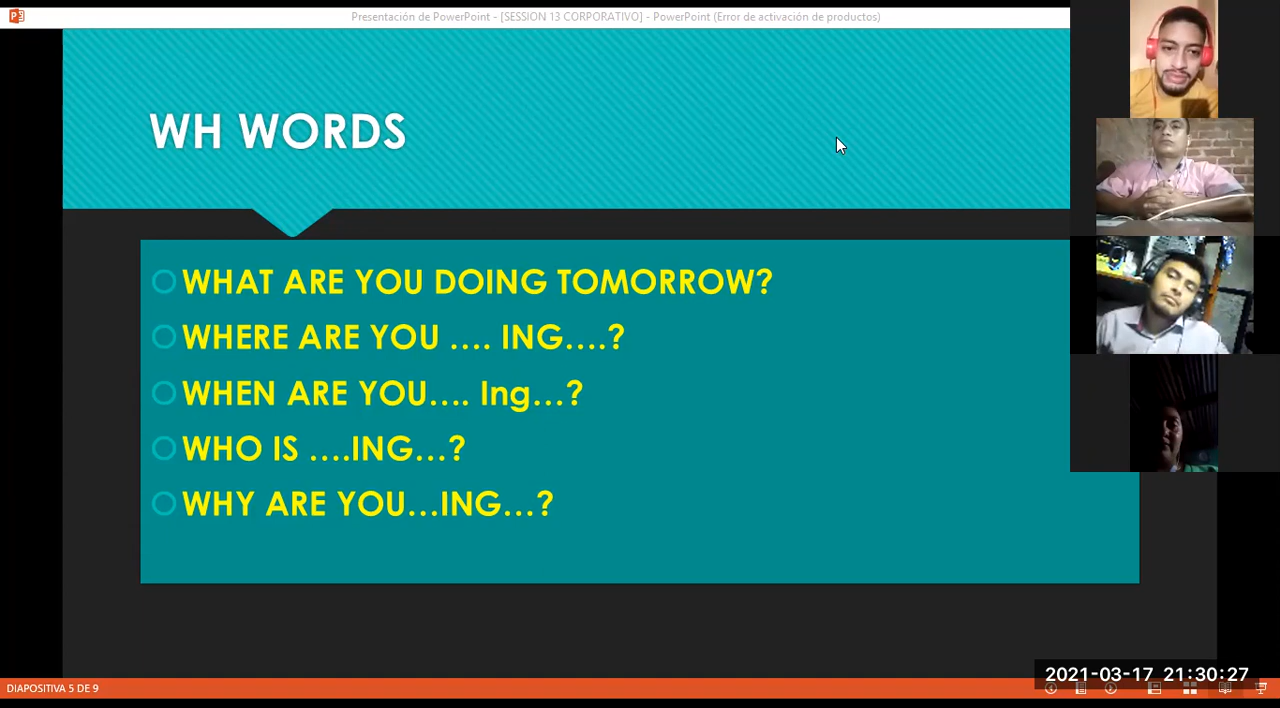 Presentación de PowerPoint - [SESSION 13 CORPORATIVO] - PowerPoint (Error de activación de productos)
WH WORDS
WHAT ARE YOU DOING TOMORROW?
WHERE ARE YOU .... ING....?
WHEN ARE YOU.... Ing...?
WHO IS ....ING...?
WHY ARE YOU...ING...?
2021-03-17 21:30:27
DIAPOSITIVA 5 DE 9